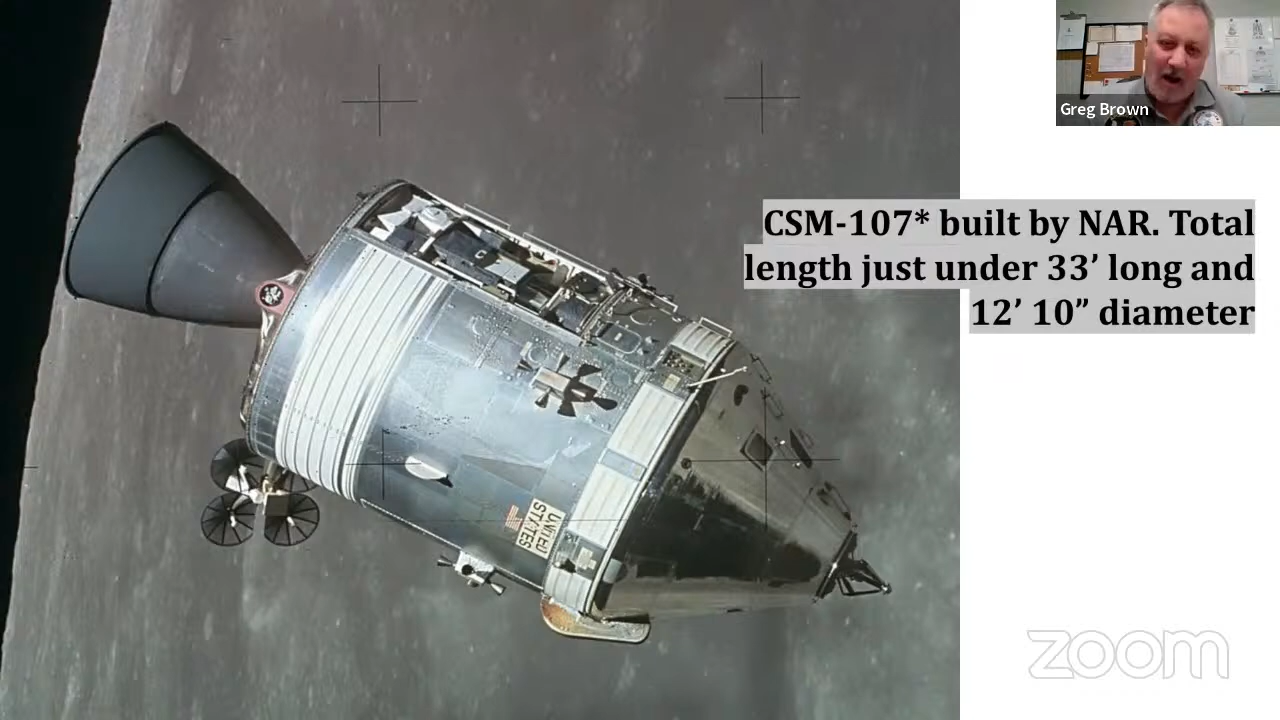 Greg Brown
CSM-107* built by NAR. Total
length just under 33’ long and
12’ 10” diameter
UNITED
STATES
zoom